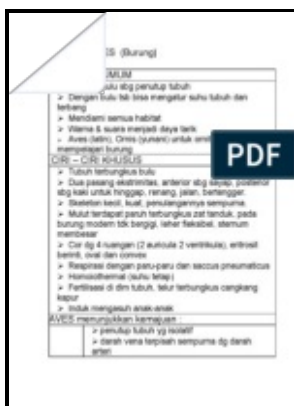 ES (Burung)
UMUM
bulu sbg penutup tubuh
➢ Dengan bulu tsb bisa mengatur suhu tubuh dan
terbang
➢ Mendiami semua habitat
➢ Warna & suara menjadi daya tarik
➢ Aves (latin), Ornis (yunani) untuk
mempelajari burung
PDF
CIRI – CIRI KHUSUS
➢ Tubuh terbungkus bulu
➢ Dua pasang ekstrimitas, anterior sbg sayap, posterior
sbg kaki untuk hinggap, renang, jalan, bertengger.
➢ Skeleton kecil, kuat, penulangannya sempurna.
➢ Mulut terdapat paruh terbungkus zat tanduk, pada
burung modern tdk bergigi, leher fleksibel, sternum
membesar
➢ Cor dg 4 ruangan (2 auricula 2 ventrikula), eritrosit
berinti, oval dan convex
➢ Respirasi dengan paru-paru dan saccus pneumaticus
➢ Homoiothermal (suhu tetap)
➢ Fertilisasi di dlm tubuh, telur terbungkus cangkang
kapur
➢ Induk mengasuh anak-anak
AVES menunjukkan kemajuan :
➢ penutup tubuh yg isolatif
➢ darah vena terpisah sempurna dg darah
arteri